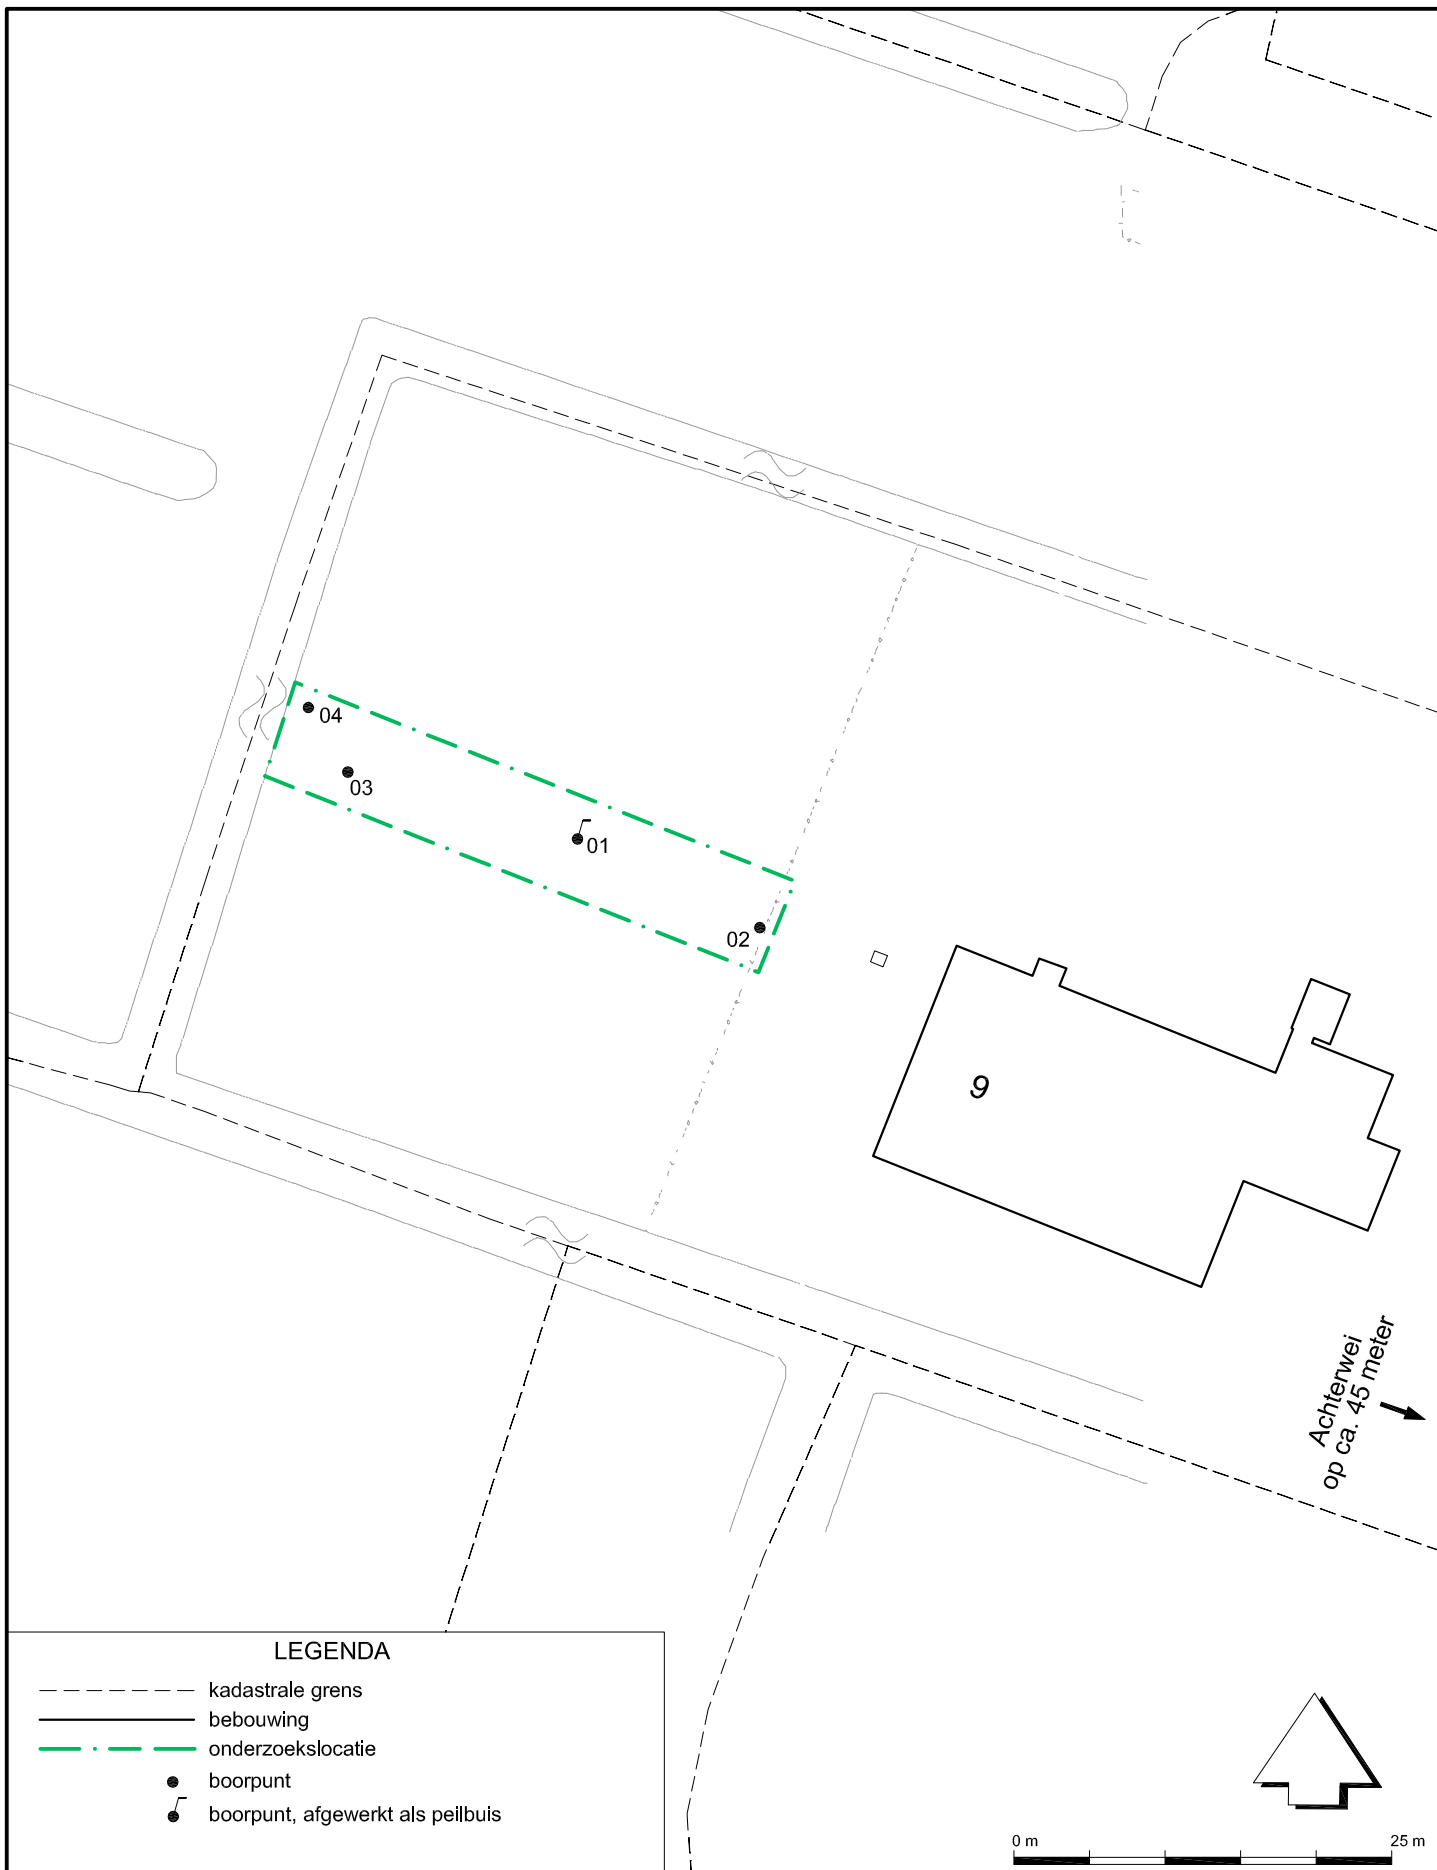 04
03
01
02
9
Achterwei
op ca. 45 meter
LEGENDA
kadastrale grens
bebouwing
onderzoekslocatie
boorpunt
boorpunt, afgewerkt als peilbuis
0 m
25 m